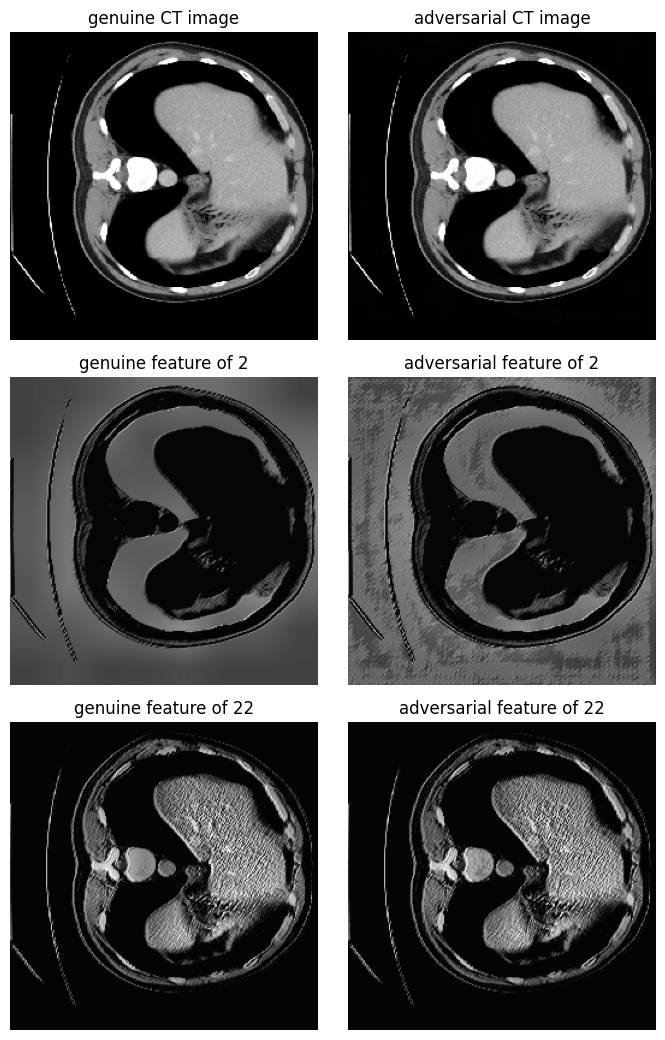 genuine CT image
adversarial CT image
genuine feature of 2
adversarial feature of 2
genuine feature of 22
adversarial feature of 22